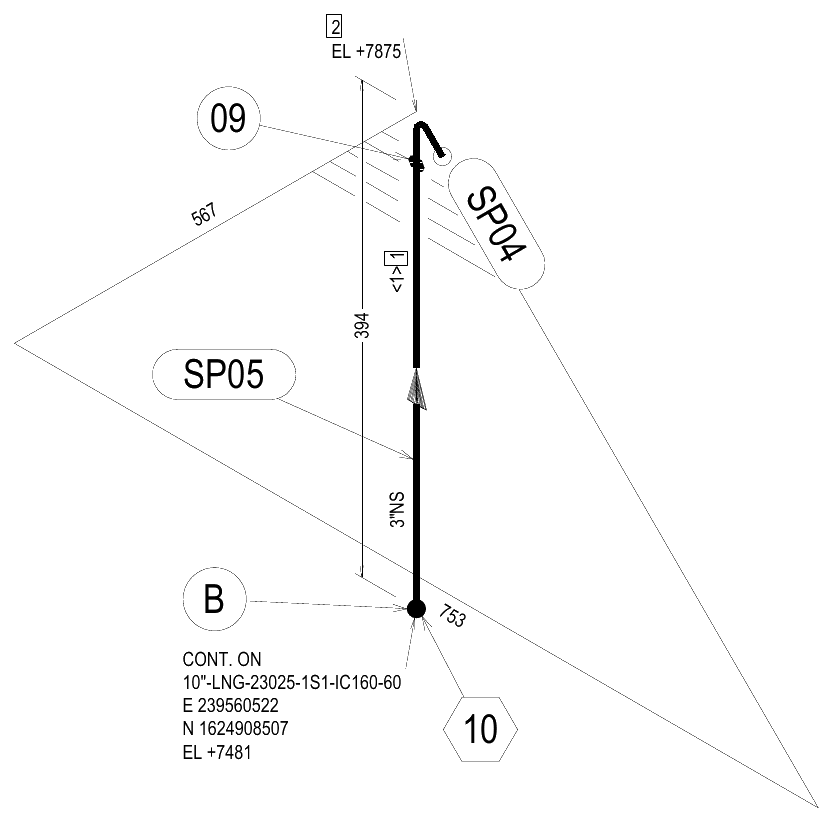 2
EL +7875
09
567
SP04
<1> 1
394
SP05
3"NS
B
753
CONT. ON
10"-LNG-23025-1S1-IC160-60
E 239560522
N 1624908507
EL +7481
10